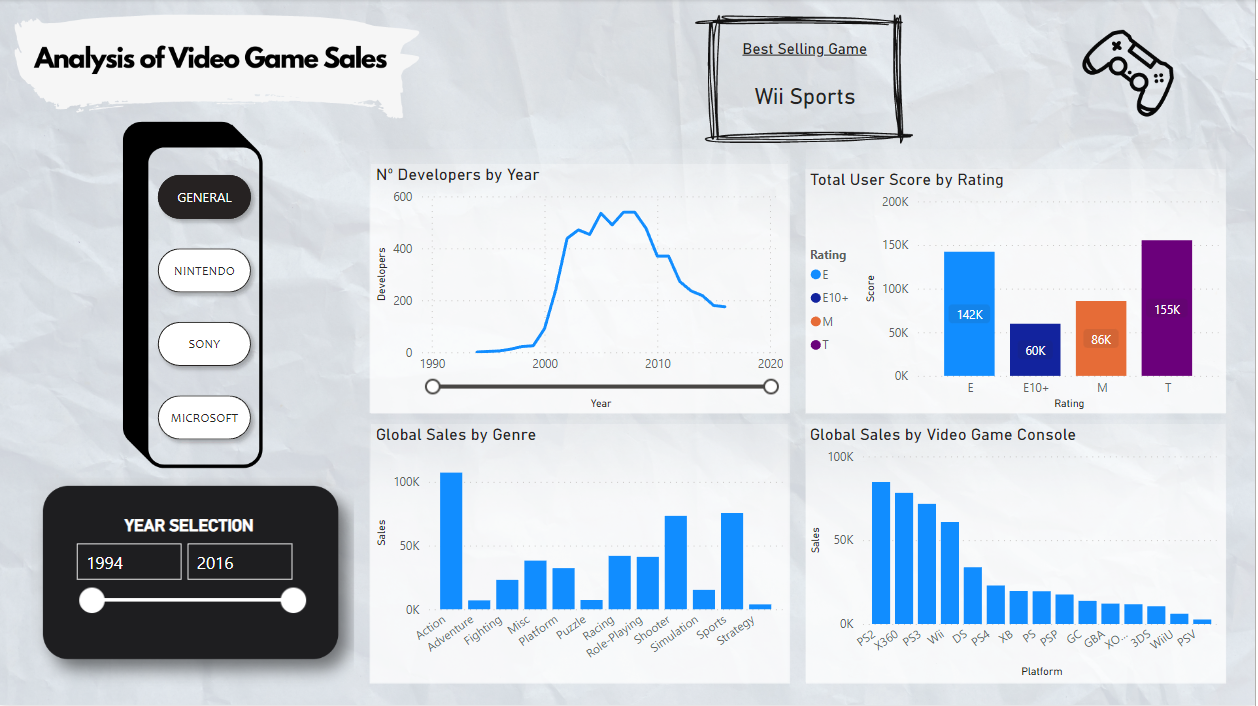 Analysis of Video Game Sales
Best Selling Game
Wii Sports
GENERAL
NINTENDO
SONY
MICROSOFT
YEAR SELECTION
1994 2016
Nº Developers by Year
Developers
600
400
200
0
1990 2000 2010 2020
Year
Total User Score by Rating
Rating
E
E10+
M
T
Score
200K
150K
100K
50K
0K
142K 60K 86K 155K
E E10+ M T
Rating
Global Sales by Genre
Sales
100K
50K
0K
Action Adventure Fighting Misc Platform Puzzle Racing Role-Playing Shooter Simulation Sports Strategy
Global Sales by Video Game Console
Sales
100K
50K
0K
PS2 X360 PS3 Wii DS PS4 XB PS PSP GC GBA XO... 3DS WiiU PSV
Platform